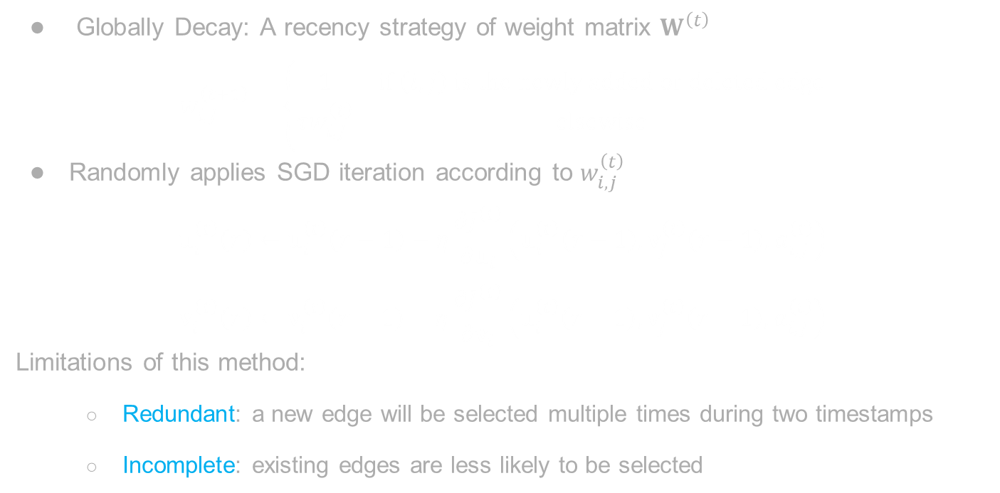 ● Globally Decay: A recency strategy of weight matrix 𝐖⁽ᵗ⁾
● Randomly applies SGD iteration according to $w_{i,j}^{(t)}$
Limitations of this method:
○ Redundant: a new edge will be selected multiple times during two timestamps
○ Incomplete: existing edges are less likely to be selected